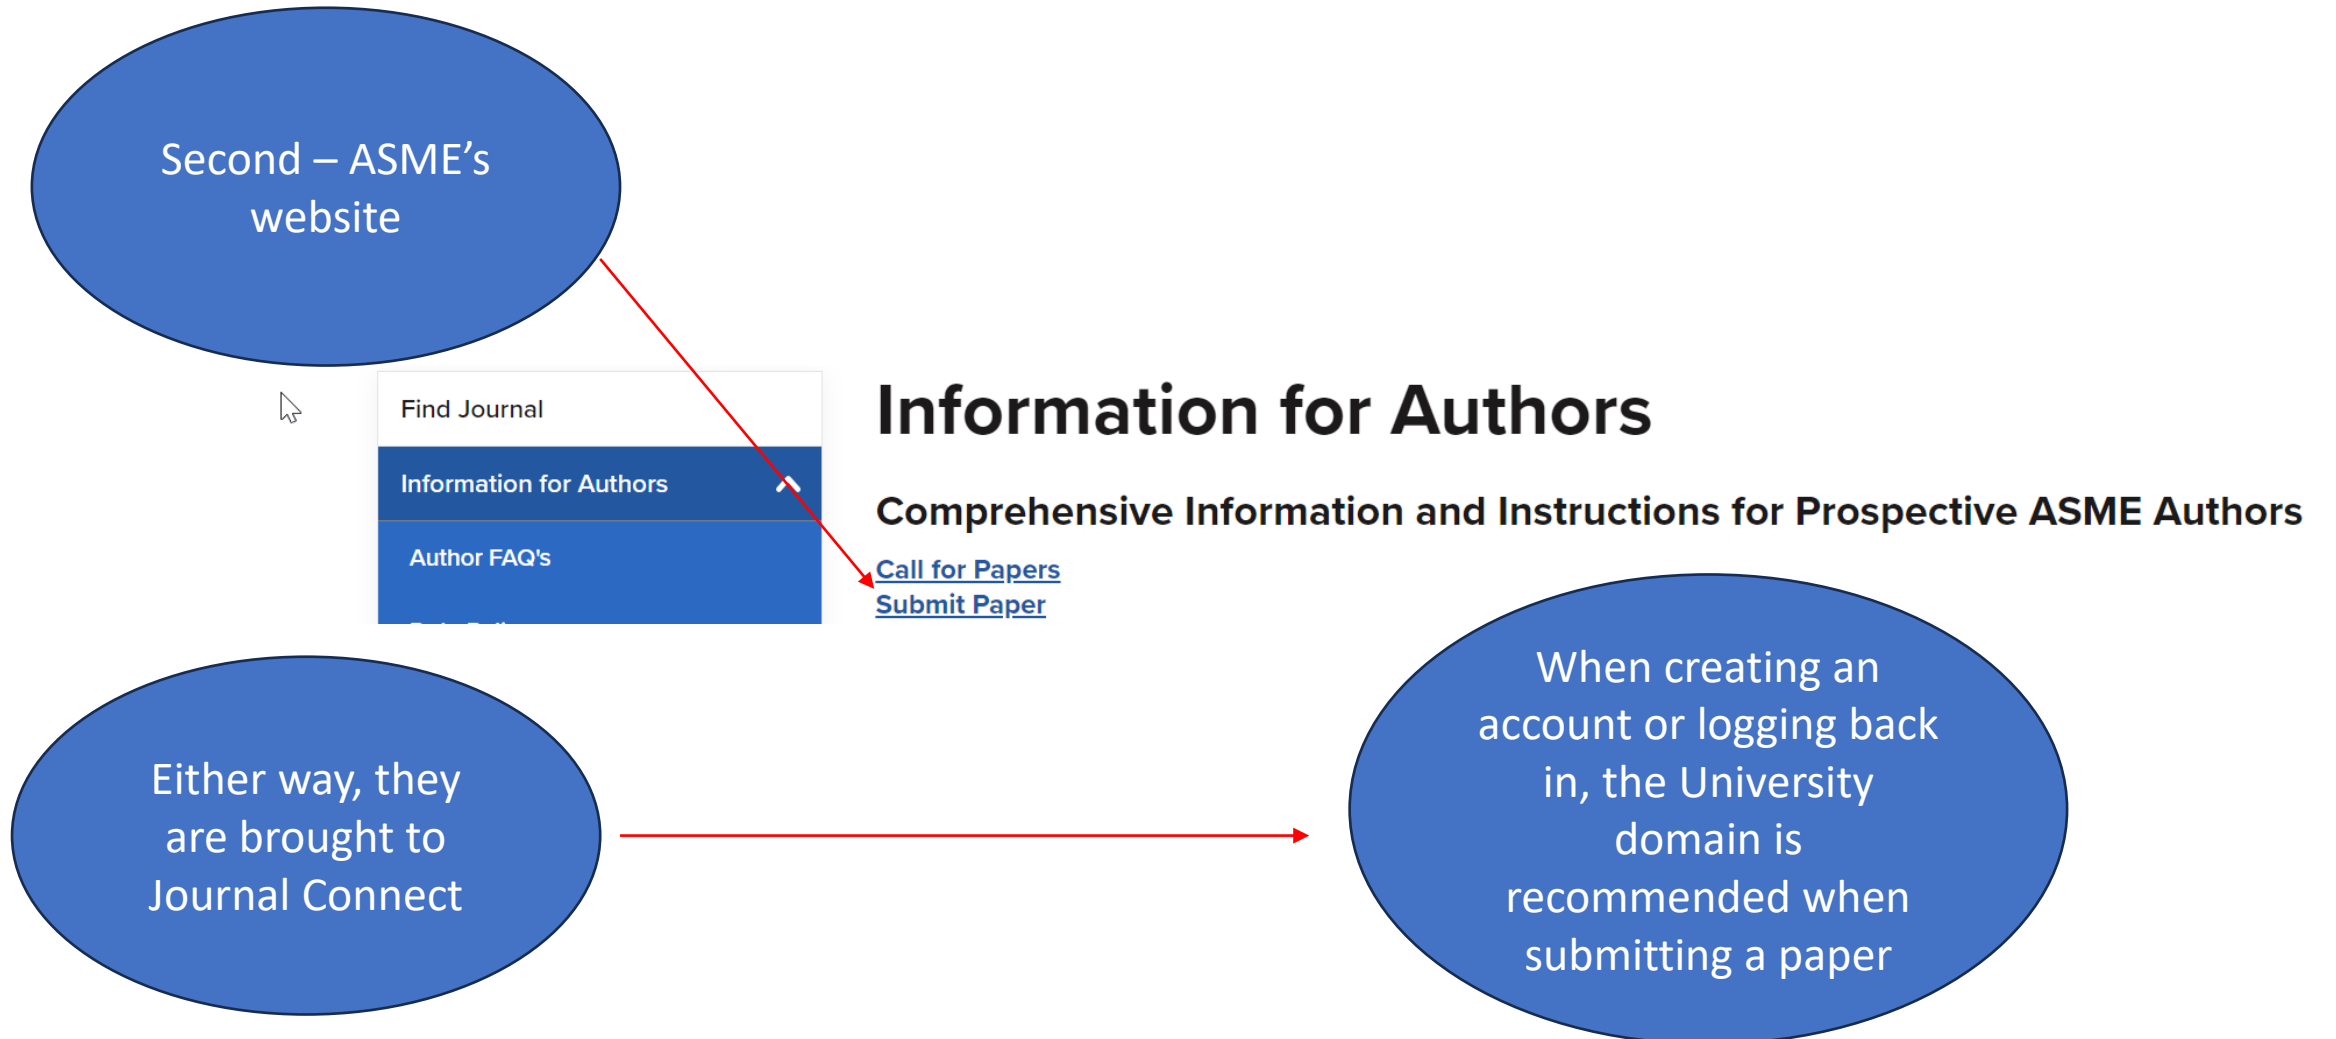 Second – ASME’s
website
Find Journal
Information for Authors
Author FAQ's
Information for Authors
Comprehensive Information and Instructions for Prospective ASME Authors
Call for Papers
Submit Paper
Either way, they
are brought to
Journal Connect
When creating an
account or logging back
in, the University
domain is
recommended when
submitting a paper